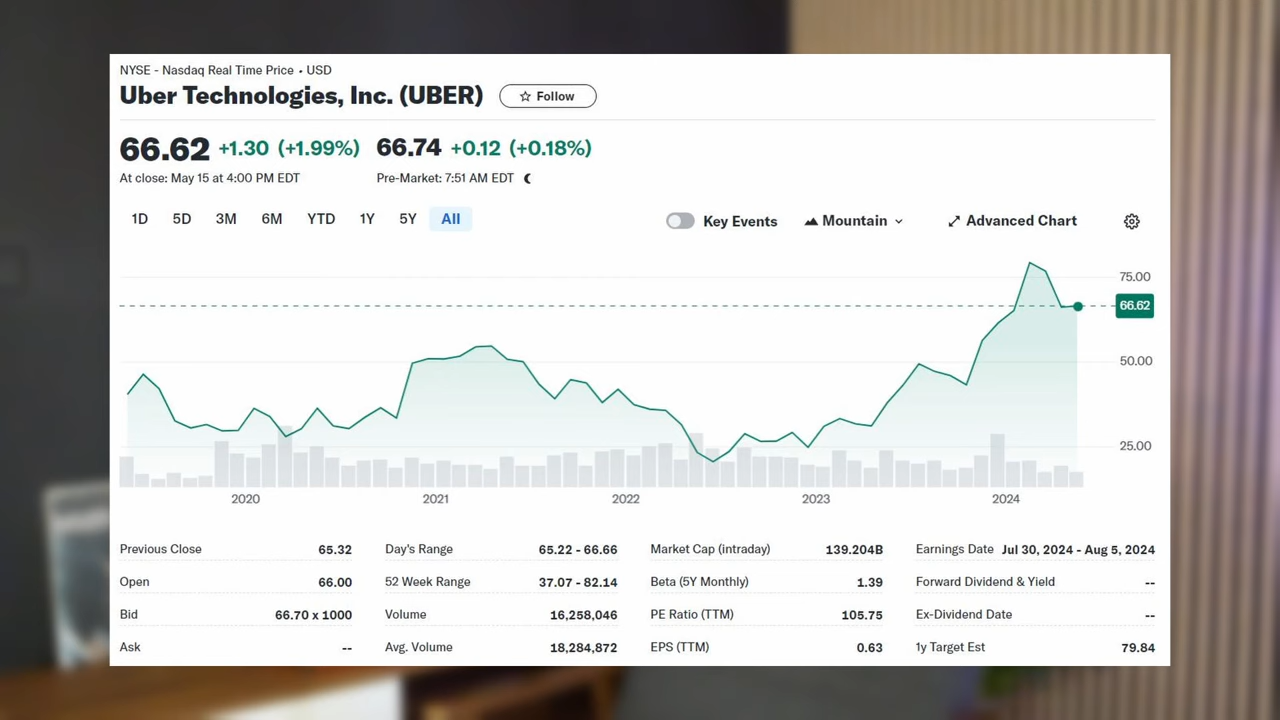 NYSE - Nasdaq Real Time Price • USD
Uber Technologies, Inc. (UBER)
Follow
66.62 +1.30 (+1.99%) 66.74 +0.12 (+0.18%)
At close: May 15 at 4:00 PM EDT Pre-Market: 7:51 AM EDT
1D 5D 3M 6M YTD 1Y 5Y All Key Events Mountain Advanced Chart
75.00
66.62
50.00
25.00
2020 2021 2022 2023 2024
Previous Close 65.32 Day's Range 65.22 - 66.66 Market Cap (intraday) 139.204B Earnings Date Jul 30, 2024 - Aug 5, 2024
Open 66.00 52 Week Range 37.07 - 82.14 Beta (5Y Monthly) 1.39 Forward Dividend & Yield --
Bid 66.70 x 1000 Volume 16,258,046 PE Ratio (TTM) 105.75 Ex-Dividend Date --
Ask -- Avg. Volume 18,284,872 EPS (TTM) 0.63 1y Target Est 79.84